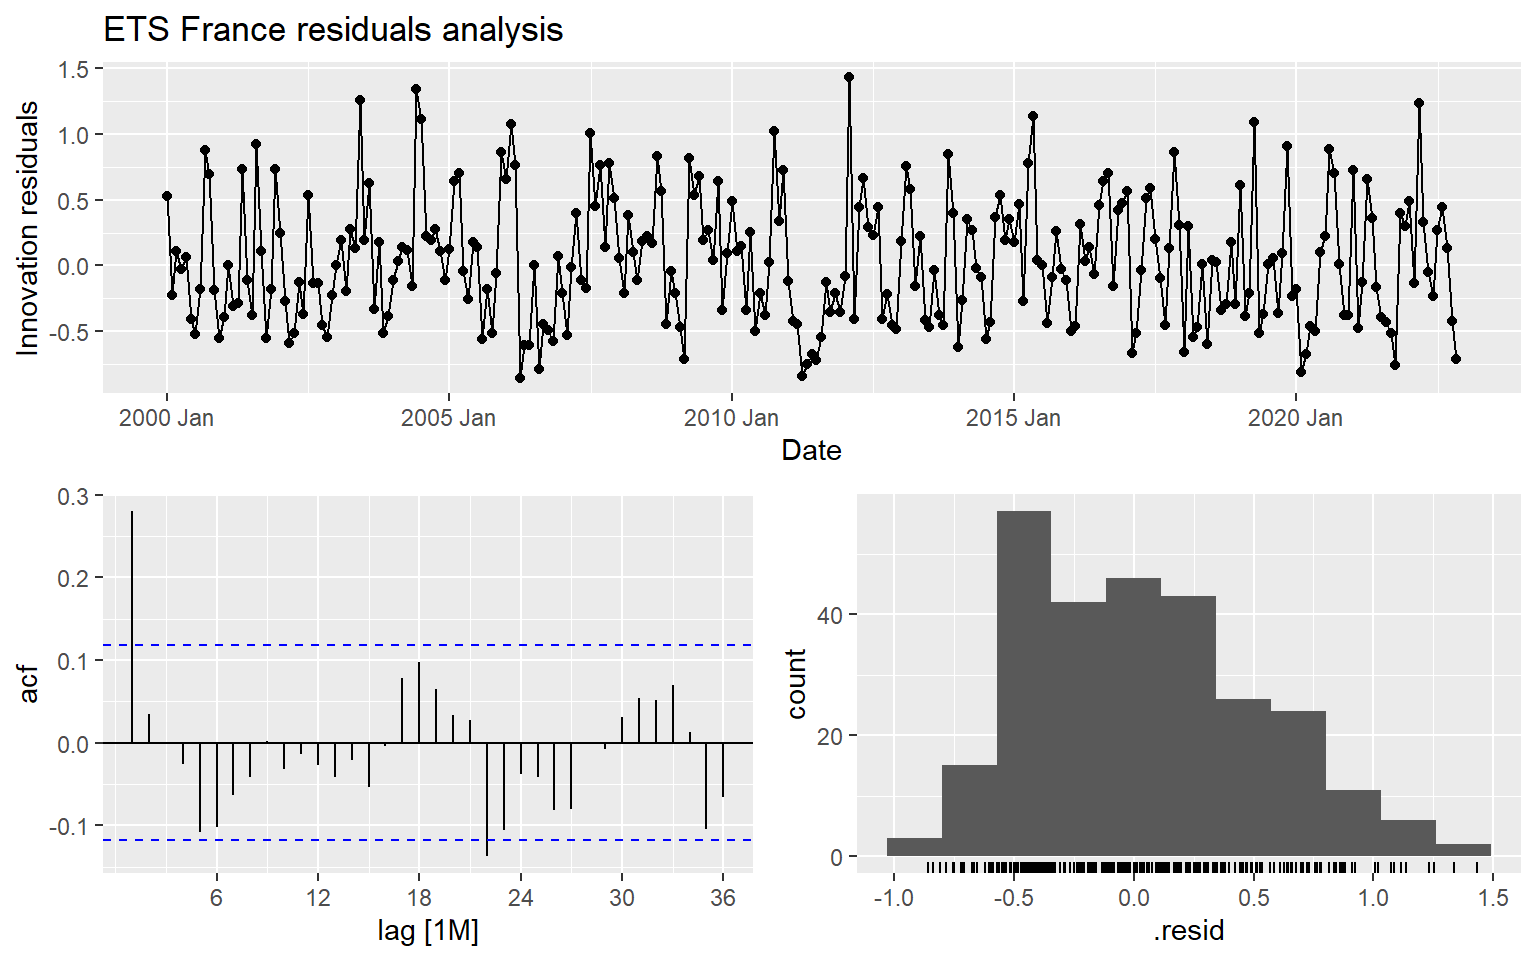 ETS France residuals analysis
Innovation residuals
1.5
1.0
0.5
0.0
-0.5
2000 Jan
2005 Jan
2010 Jan
2015 Jan
2020 Jan
Date
acf
0.3
0.2
0.1
0.0
-0.1
6
12
18
24
30
36
lag [1M]
count
40
20
0
-1.0
-0.5
0.0
0.5
1.0
1.5
.resid